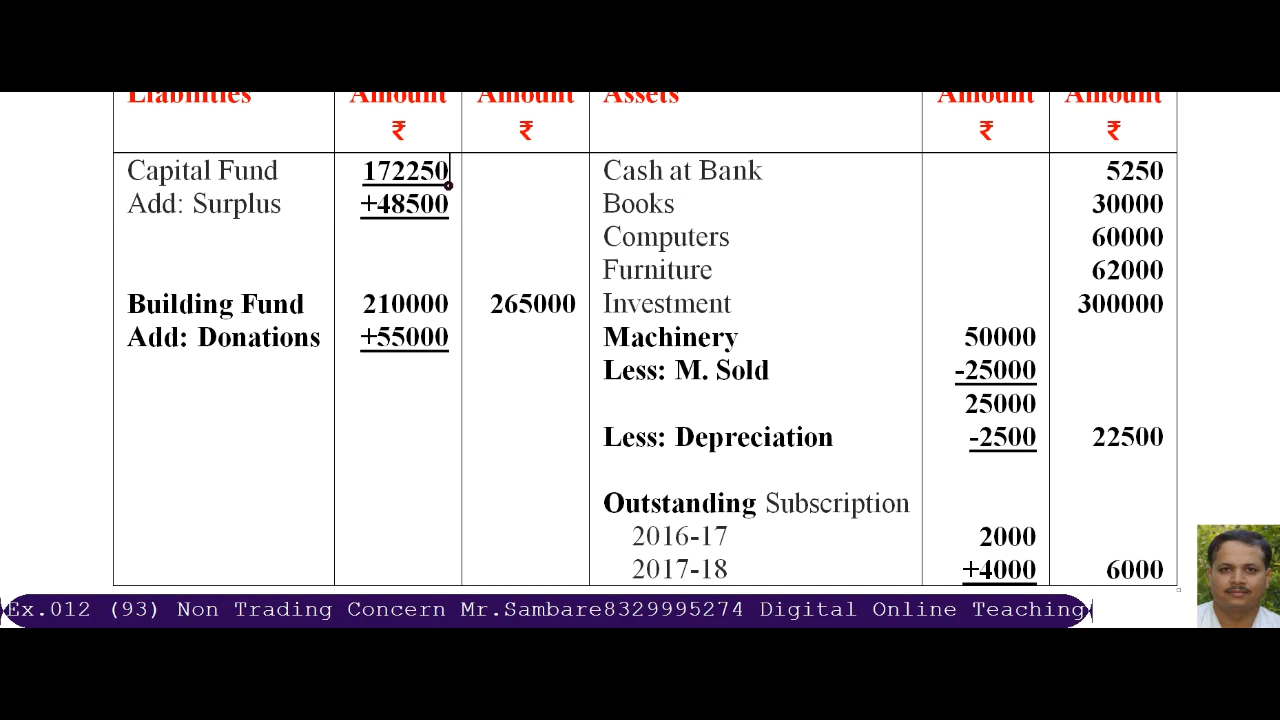 Liabilities Amount Amount Assets Amount Amount
₹ ₹ ₹ ₹
Capital Fund 172250 Cash at Bank 5250
Add: Surplus +48500 Books 30000
Computers 60000
Furniture 62000
Building Fund 210000 265000 Investment 300000
Add: Donations +55000 Machinery 50000
Less: M. Sold -25000
25000
Less: Depreciation -2500 22500
Outstanding Subscription
2016-17 2000
2017-18 +4000 6000
Ex.012 (93) Non Trading Concern Mr.Sambare8329995274 Digital Online Teaching